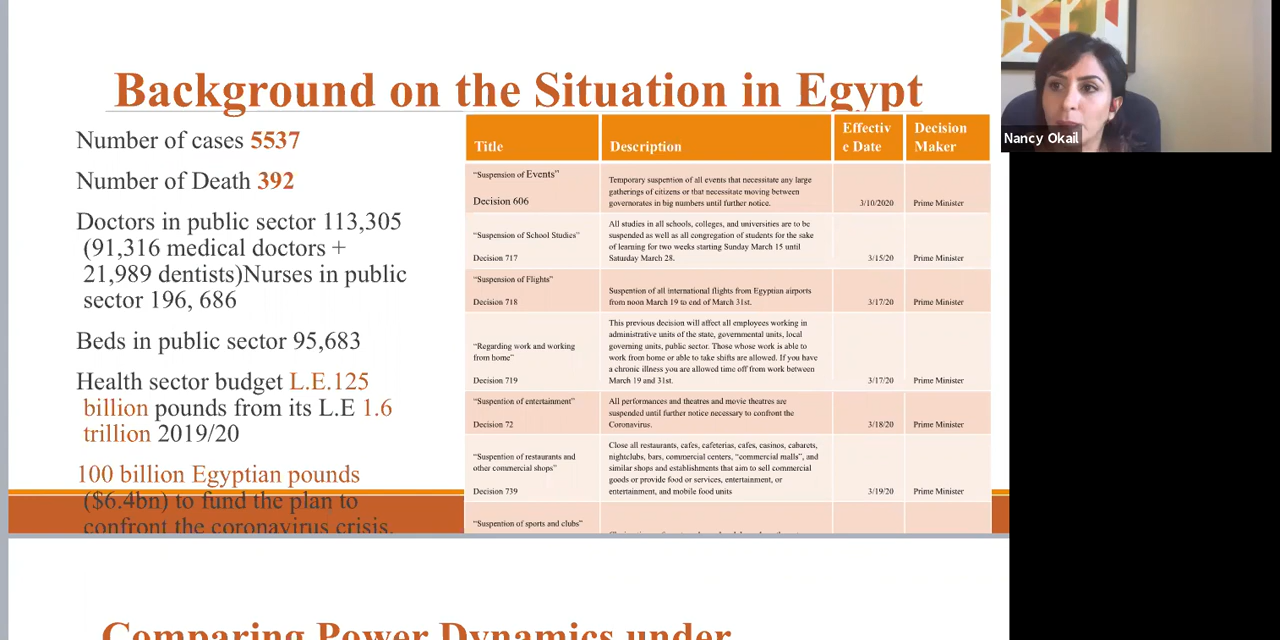 Background on the Situation in Egypt
Number of cases 5537
Number of Death 392
Doctors in public sector 113,305
(91,316 medical doctors +
21,989 dentists)Nurses in public
sector 196, 686
Beds in public sector 95,683
Health sector budget L.E.125
billion pounds from its L.E 1.6
trillion 2019/20
100 billion Egyptian pounds
($6.4bn) to fund the plan to
confront the coronavirus crisis.
Title
Description
Effectiv
e Date
Decision
Maker
“Suspension of Events”
Decision 606
Temporary suspension of all events that necessitate any large
gatherings of citizens or that necessitate moving between
governorates in big numbers until further notice.
3/10/2020
Prime Minister
“Suspension of School Studies”
Decision 717
All studies in all schools, colleges, and universities are to be
suspended as well as all congregation of students for the sake
of learning for two weeks starting Sunday March 15 until
Saturday March 28.
3/15/20
Prime Minister
“Suspension of Flights”
Decision 718
Suspension of all international flights from Egyptian airports
from noon March 19 to end of March 31st.
3/17/20
Prime Minister
“Regarding work and working
from home”
Decision 719
This previous decision will affect all employees working in
administrative units of the state, governmental units, local
governing units, public sector. Those whose work is able to
work from home or able to take shifts are allowed. If you have
a chronic illness you are allowed time off from work between
March 19 and 31st.
3/17/20
Prime Minister
“Suspention of entertainment”
Decision 72
All performances and theatres and movie theatres are
suspended until further notice necessary to confront the
Coronavirus.
3/18/20
Prime Minister
“Suspention of restaurants and
other commercial shops”
Decision 739
Close all restaurants, cafes, cafeterias, cafes, casinos, cabarets,
nightclubs, bars, commercial centers, “commercial malls”, and
similar shops and establishments that aim to sell commercial
goods or provide food or services, entertainment, or
entertainment, and mobile food units
3/19/20
Prime Minister
“Suspention of sports and clubs”
Comparing Power Dynamics under
Nancy Okail